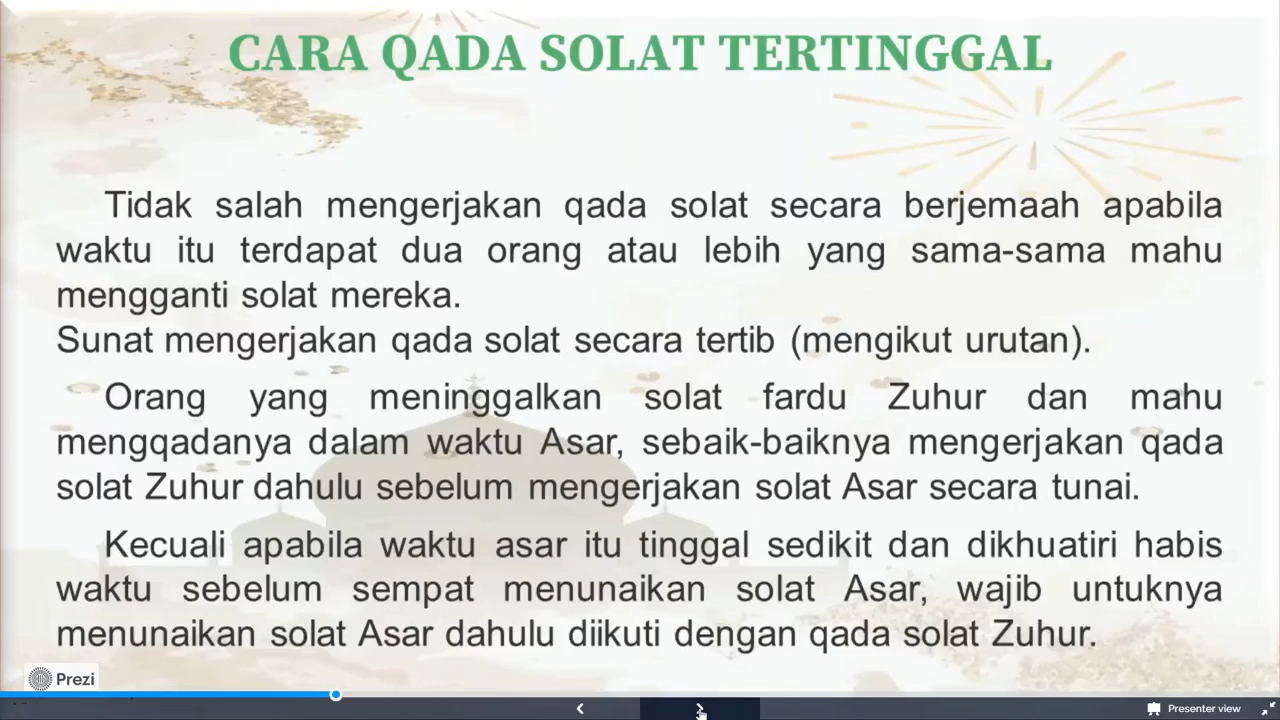 CARA QADA SOLAT TERTINGGAL
Tidak salah mengerjakan qada solat secara berjemaah apabila
waktu itu terdapat dua orang atau lebih yang sama-sama mahu
mengganti solat mereka.
Sunat mengerjakan qada solat secara tertib (mengikut urutan).
Orang yang meninggalkan solat fardu Zuhur dan mahu
mengqadanya dalam waktu Asar, sebaik-baiknya mengerjakan qada
solat Zuhur dahulu sebelum mengerjakan solat Asar secara tunai.
Kecuali apabila waktu asar itu tinggal sedikit dan dikhuatiri habis
waktu sebelum sempat menunaikan solat Asar, wajib untuknya
menunaikan solat Asar dahulu diikuti dengan qada solat Zuhur.
Prezi
Presenter view